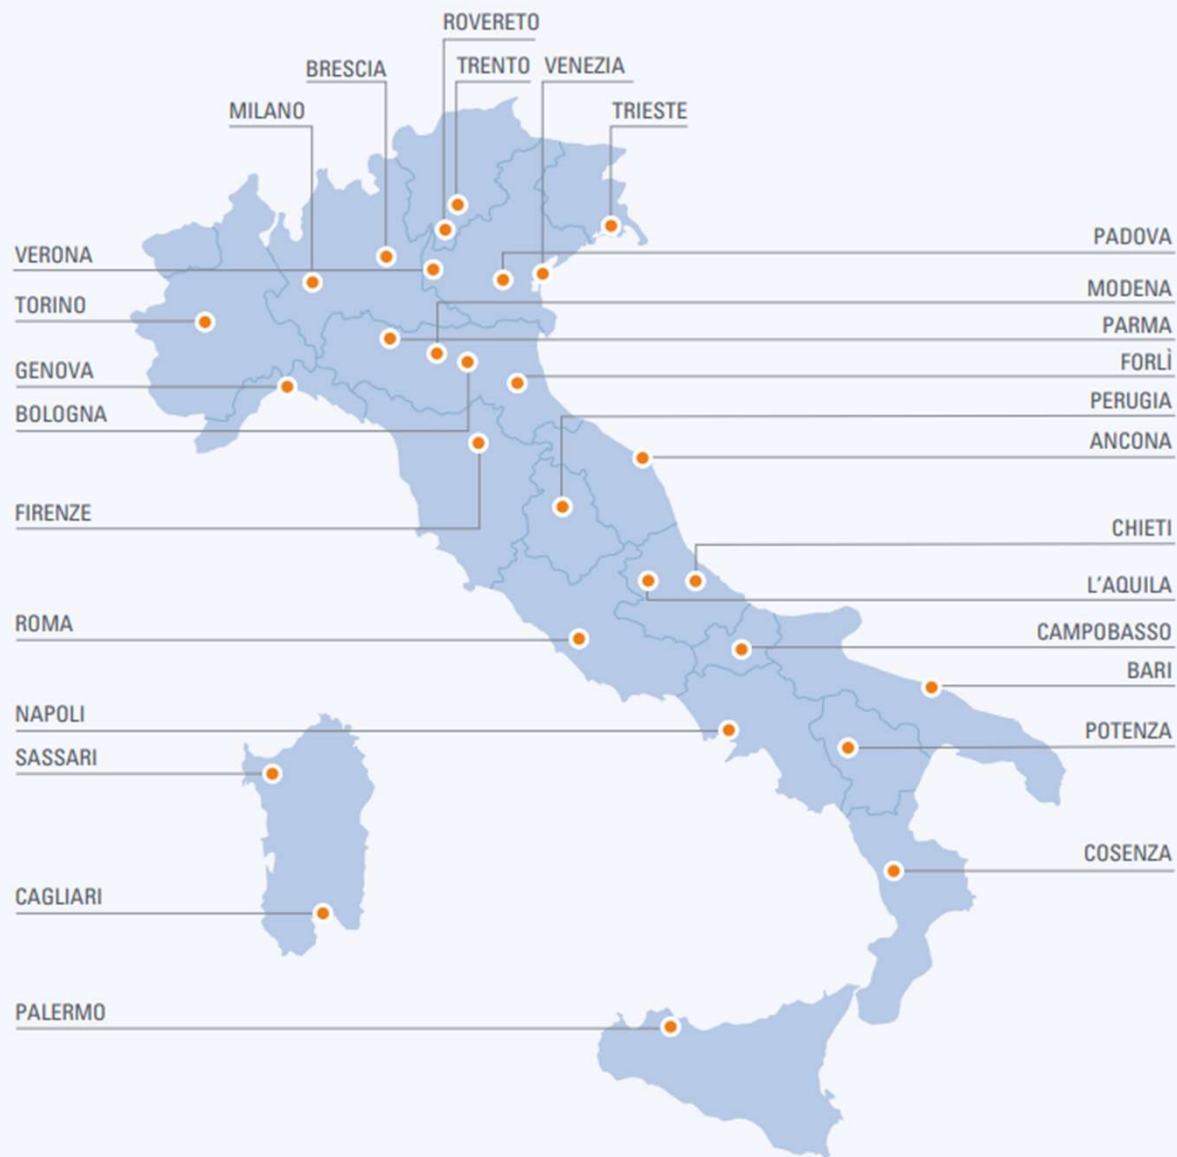 ROVERETO
BRESCIA
TRENTO
VENEZIA
MILANO
TRIESTE
VERONA
TORINO
GENOVA
BOLOGNA
FIRENZE
ROMA
NAPOLI
SASSARI
CAGLIARI
PALERMO
PADOVA
MODENA
PARMA
FORLÌ
PERUGIA
ANCONA
CHIETI
L'AQUILA
CAMPOBASSO
BARI
POTENZA
COSENZA